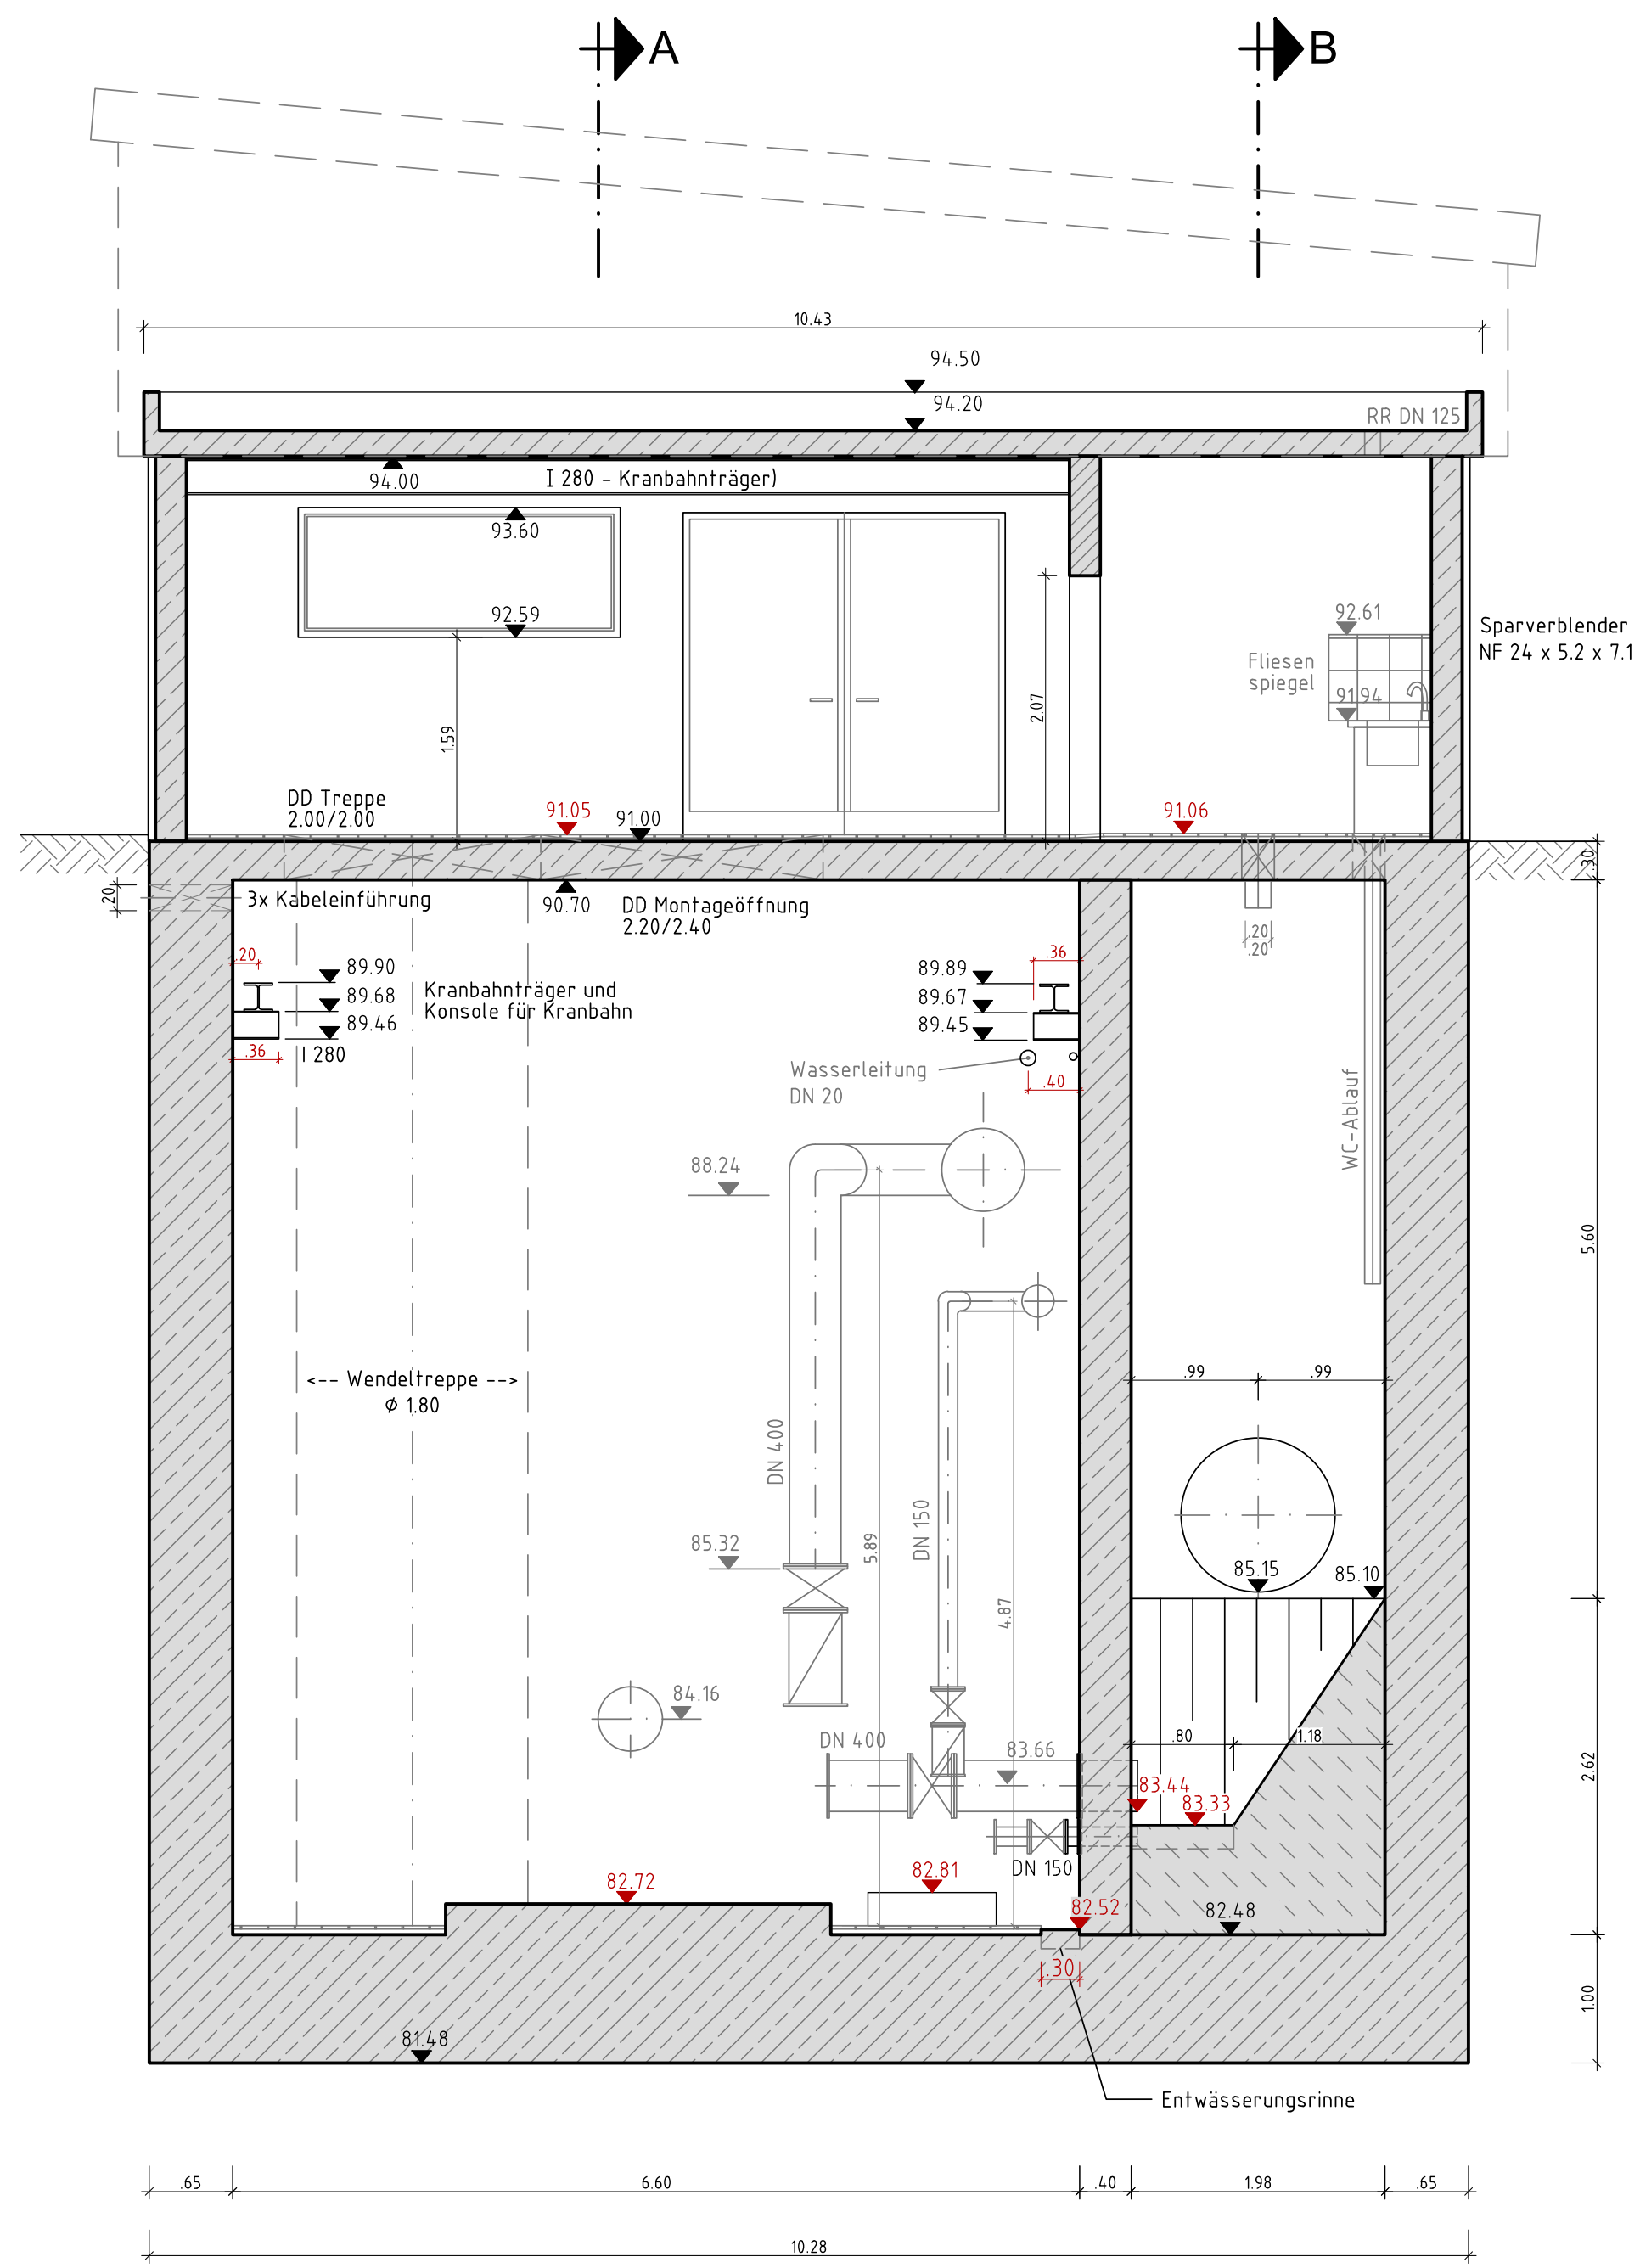 A
B
10.43
94.50
94.20
RR DN 125
94.00
I 280 - Kranbahnträger)
93.60
92.59
92.61
Sparverblender
NF 24 x 5.2 x 7.1
Fliesen
spiegel
91.94
2.07
1.59
DD Treppe
2.00/2.00
91.05
91.00
91.06
.30
.20
3x Kabeleinführung
90.70
DD Montageöffnung
2.20/2.40
.20
.20
.20
.36
89.90
89.68
89.46
Kranbahnträger und
Konsole für Kranbahn
89.89
89.67
89.45
.36
I 280
Wasserleitung
DN 20
.40
WC-Ablauf
88.24
5.60
<-- Wendeltreppe -->
Ø 1.80
.99
.99
DN 400
DN 150
85.32
5.89
85.15
85.10
4.87
84.16
DN 400
83.66
.80
1.18
2.62
83.44
83.33
DN 150
82.72
82.81
82.52
82.48
.30
1.00
81.48
Entwässerungsrinne
.65
6.60
.40
1.98
.65
10.28